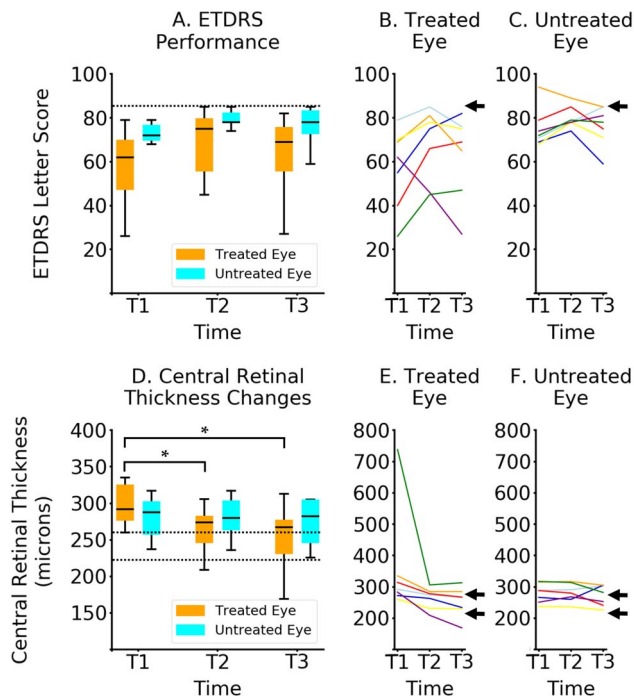 A. ETDRS
Performance
B. Treated
Eye
C. Untreated
Eye
ETDRS Letter Score
100
80
60
40
20
Treated Eye
Untreated Eye
T1
T2
T3
Time
100
80
60
40
20
T1
T2
T3
Time
100
80
60
40
20
T1
T2
T3
Time
D. Central Retinal
Thickness Changes
E. Treated
Eye
F. Untreated
Eye
Central Retinal Thickness
(microns)
400
350
300
250
200
150
*
*
Treated Eye
Untreated Eye
T1
T2
T3
Time
800
700
600
500
400
300
200
T1
T2
T3
Time
800
700
600
500
400
300
200
T1
T2
T3
Time